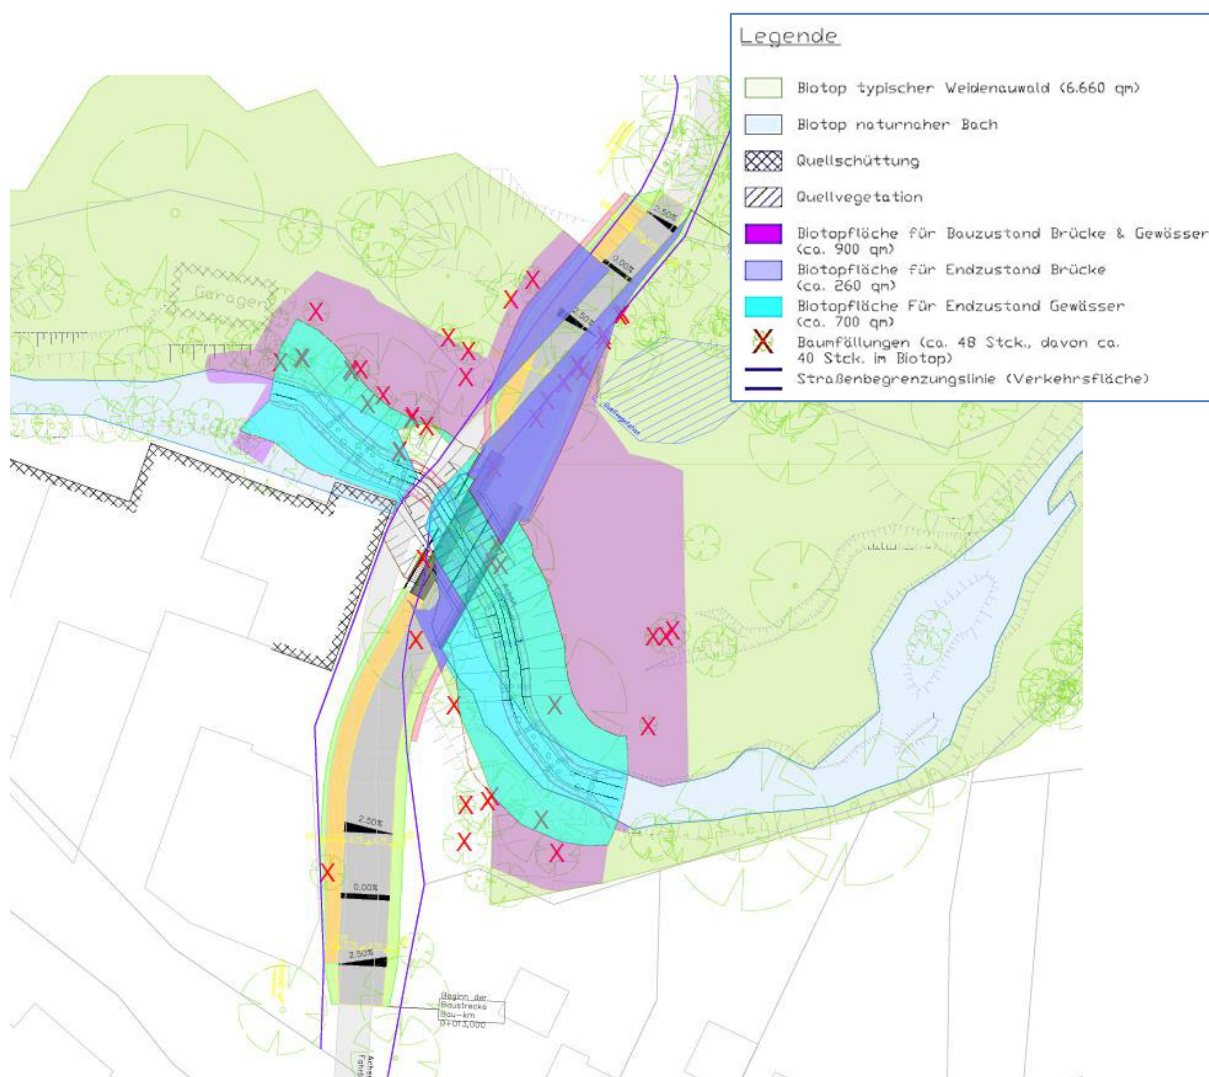 Legende
Biotop typischer Weidenauwald (6.660 qm)
Biotop naturnaher Bach
Quellschüttung
Quellvegetation
Biotopfläche für Bauzustand Brücke & Gewässer
(ca. 900 qm)
Biotopfläche für Endzustand Brücke
(ca. 260 qm)
Biotopfläche Für Endzustand Gewässer
(ca. 700 qm)
Baumfällungen (ca. 48 Stck., davon ca.
40 Stck. im Biotop)
Straßenbegrenzungslinie (Verkehrsfläche)
2.50%
0.00%
2.50%
Garagen
Quellvegetation
2.50%
0.00%
2.50%
Beginn der
Baustrecke
Bau-km
0+013,000